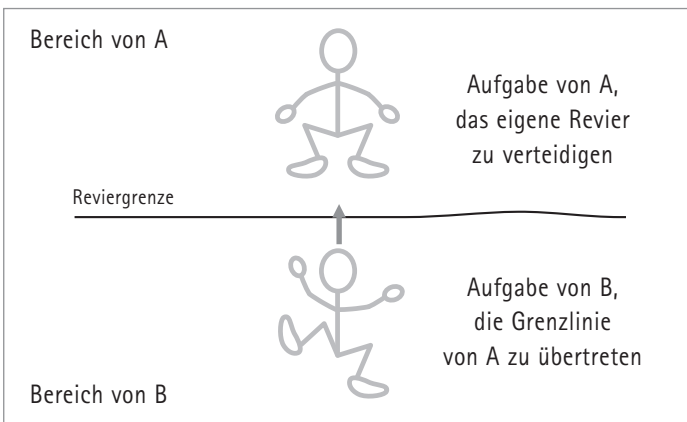 Bereich von A
Aufgabe von A,
das eigene Revier
zu verteidigen
Reviergrenze
Aufgabe von B,
die Grenzlinie
von A zu übertreten
Bereich von B